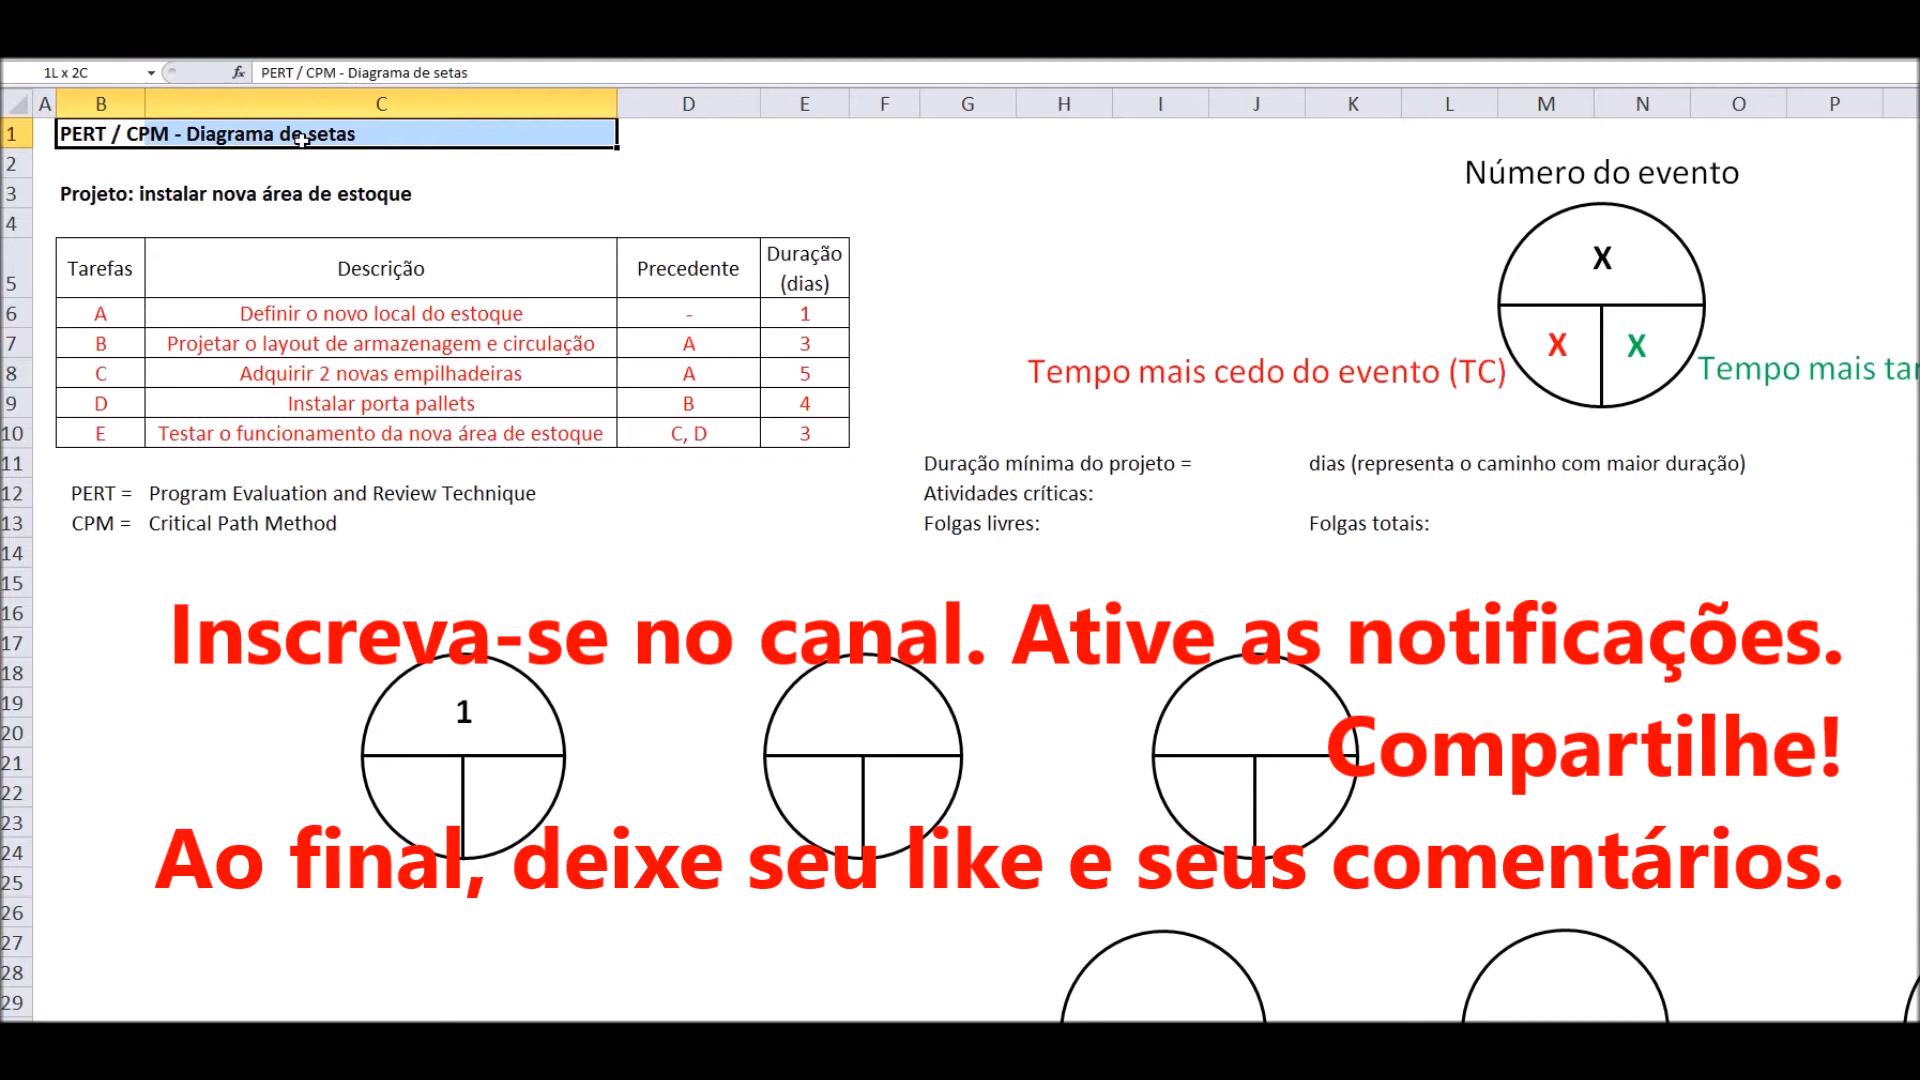 1L x 2C fx PERT / CPM - Diagrama de setas
A B C D E F G H I J K L M N O P
1 PERT / CPM - Diagrama de setas
2 Número do evento
3 Projeto: instalar nova área de estoque
4
X
5 Tarefas Descrição Precedente Duração (dias)
6 A Definir o novo local do estoque - 1
7 B Projetar o layout de armazenagem e circulação A 3 X X
8 C Adquirir 2 novas empilhadeiras A 5 Tempo mais cedo do evento (TC) Tempo mais tar
9 D Instalar porta pallets B 4
10 E Testar o funcionamento da nova área de estoque C, D 3
11 Duração mínima do projeto = dias (representa o caminho com maior duração)
12 PERT = Program Evaluation and Review Technique Atividades críticas:
13 CPM = Critical Path Method Folgas livres: Folgas totais:
14
15
16
17 Inscreva-se no canal. Ative as notificações.
18
19 1
20
21 Compartilhe!
22
23
24 Ao final, deixe seu like e seus comentários.
25
26
27
28
29